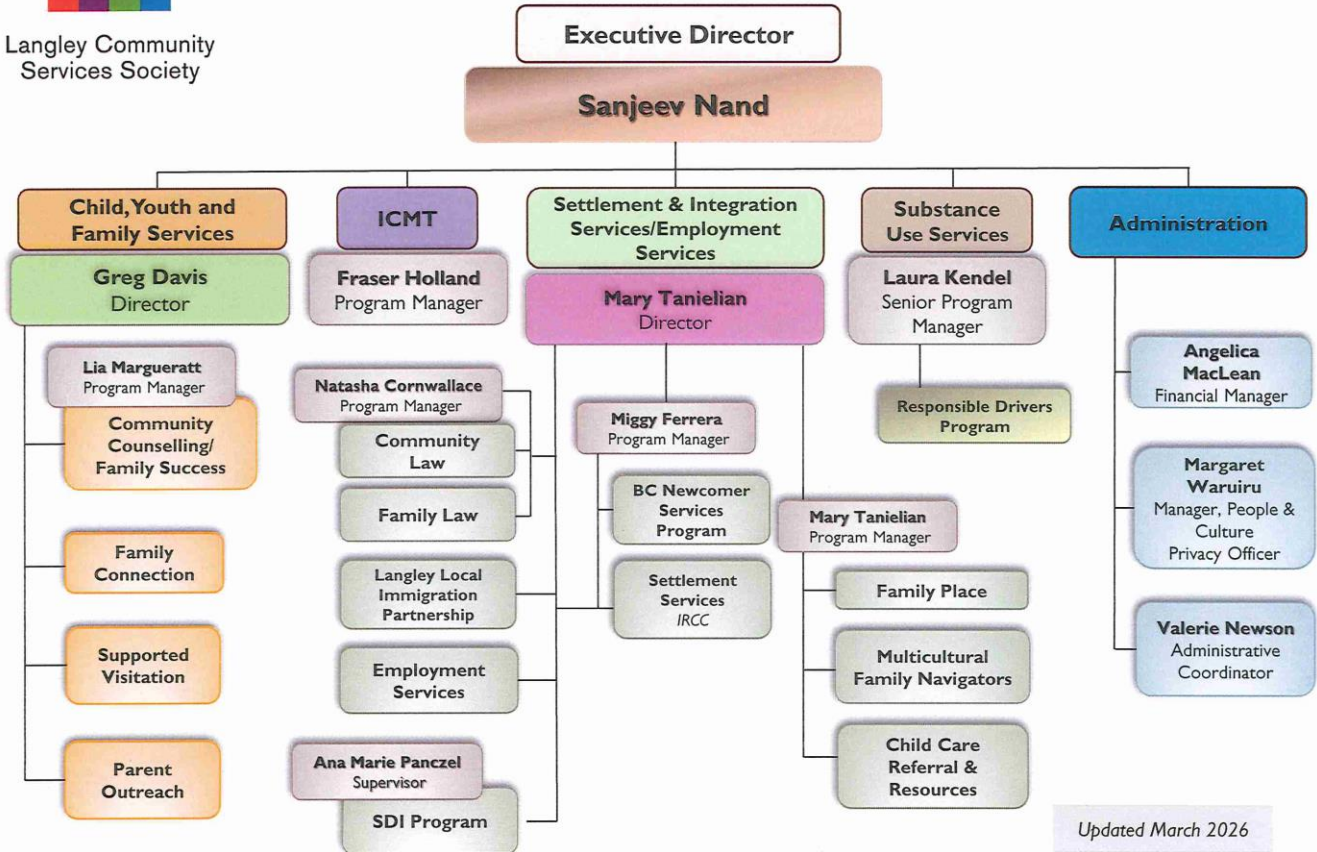 Langley Community
Services Society
Executive Director
Sanjeev Nand
Child, Youth and
Family Services
Greg Davis
Director
Lia Margueratt
Program Manager
Community
Counselling/
Family Success
Family
Connection
Supported
Visitation
Parent
Outreach
ICMT
Fraser Holland
Program Manager
Settlement & Integration
Services/Employment
Services
Mary Tanielian
Director
Natasha Cornwallace
Program Manager
Community
Law
Family Law
Langley Local
Immigration
Partnership
Employment
Services
Ana Marie Panczel
Supervisor
SDI Program
Miggy Ferrera
Program Manager
BC Newcomer
Services
Program
Settlement
Services
IRCC
Mary Tanielian
Program Manager
Family Place
Multicultural
Family Navigators
Child Care
Referral &
Resources
Substance
Use Services
Laura Kendel
Senior Program
Manager
Responsible Drivers
Program
Administration
Angelica
MacLean
Financial Manager
Margaret
Waruiru
Manager, People &
Culture
Privacy Officer
Valerie Newson
Administrative
Coordinator
Updated March 2026